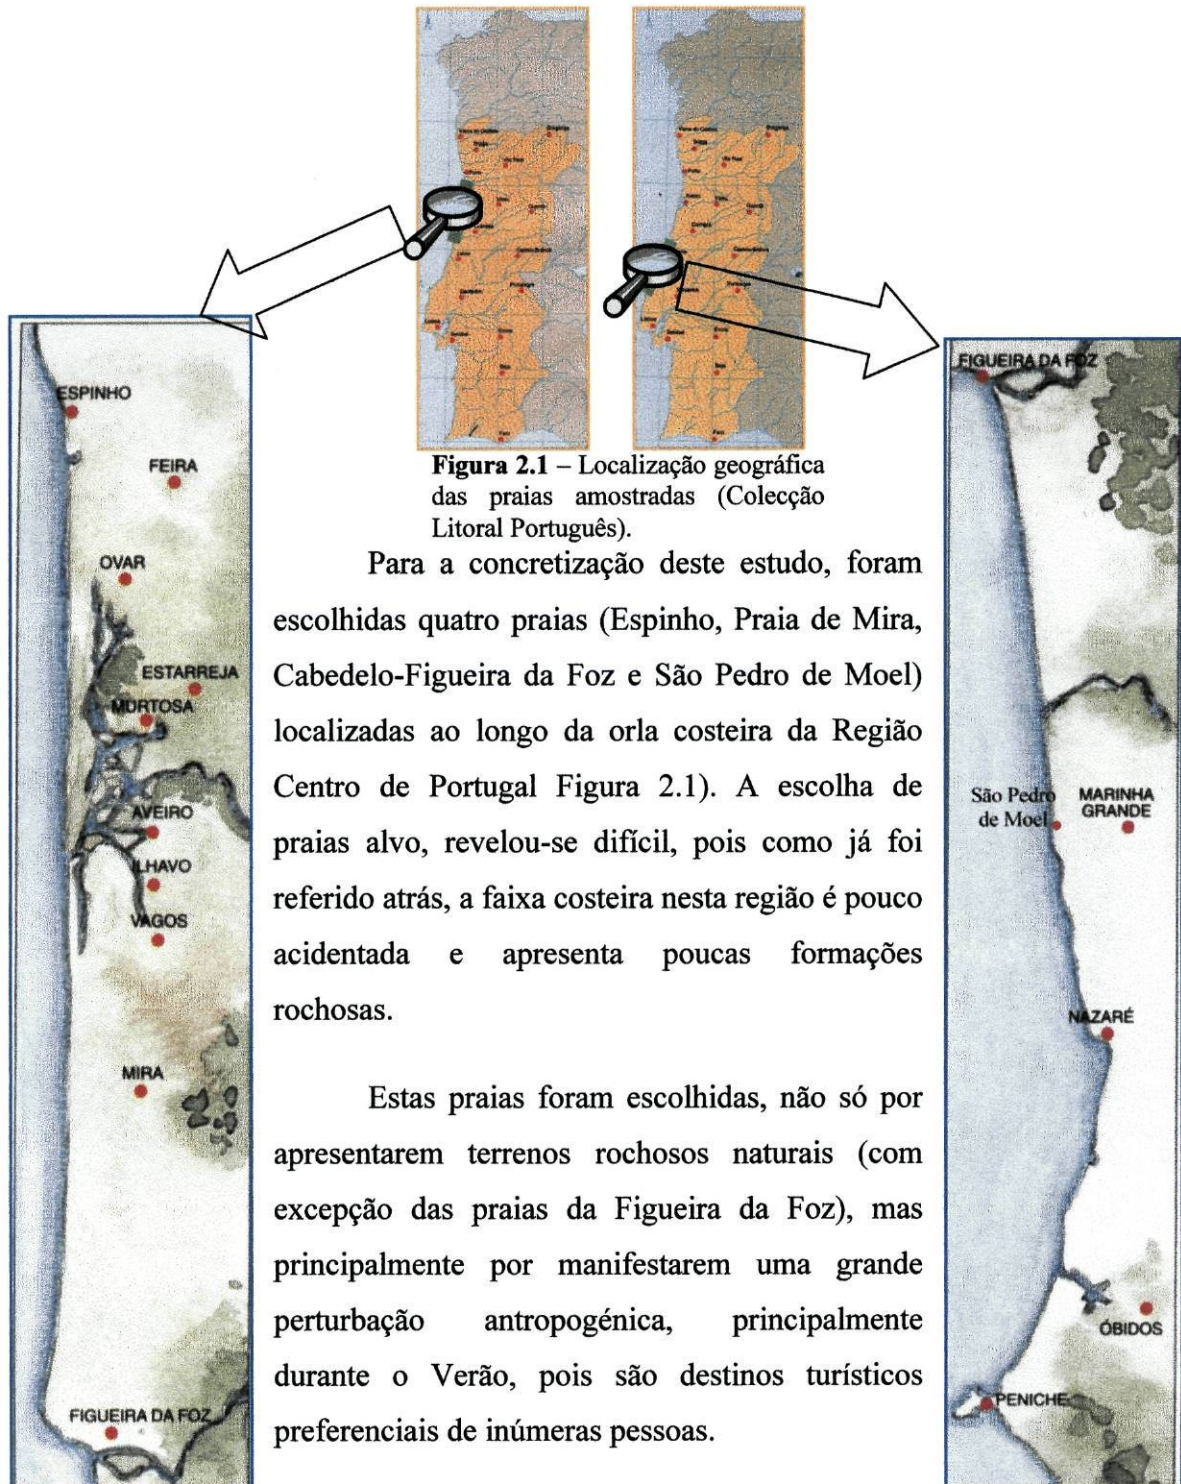 Figura 2.1 – Localização geográfica
das praias amostradas (Colecção
Litoral Português).
Para a concretização deste estudo, foram
escolhidas quatro praias (Espinho, Praia de Mira,
Cabedelo-Figueira da Foz e São Pedro de Moel)
localizadas ao longo da orla costeira da Região
Centro de Portugal Figura 2.1). A escolha de
praias alvo, revelou-se difícil, pois como já foi
referido atrás, a faixa costeira nesta região é pouco
acidentada e apresenta poucas formações
rochosas.
Estas praias foram escolhidas, não só por
apresentarem terrenos rochosos naturais (com
excepção das praias da Figueira da Foz), mas
principalmente por manifestarem uma grande
perturbação antropogénica, principalmente
durante o Verão, pois são destinos turísticos
preferenciais de inúmeras pessoas.
ESPINHO
FEIRA
OVAR
ESTARREJA
MURTOSA
AVEIRO
ILHAVO
VAGOS
MIRA
FIGUEIRA DA FOZ
FIGUEIRA DA FOZ
São Pedro
de Moel
MARINHA
GRANDE
NAZARÉ
ÓBIDOS
PENICHE